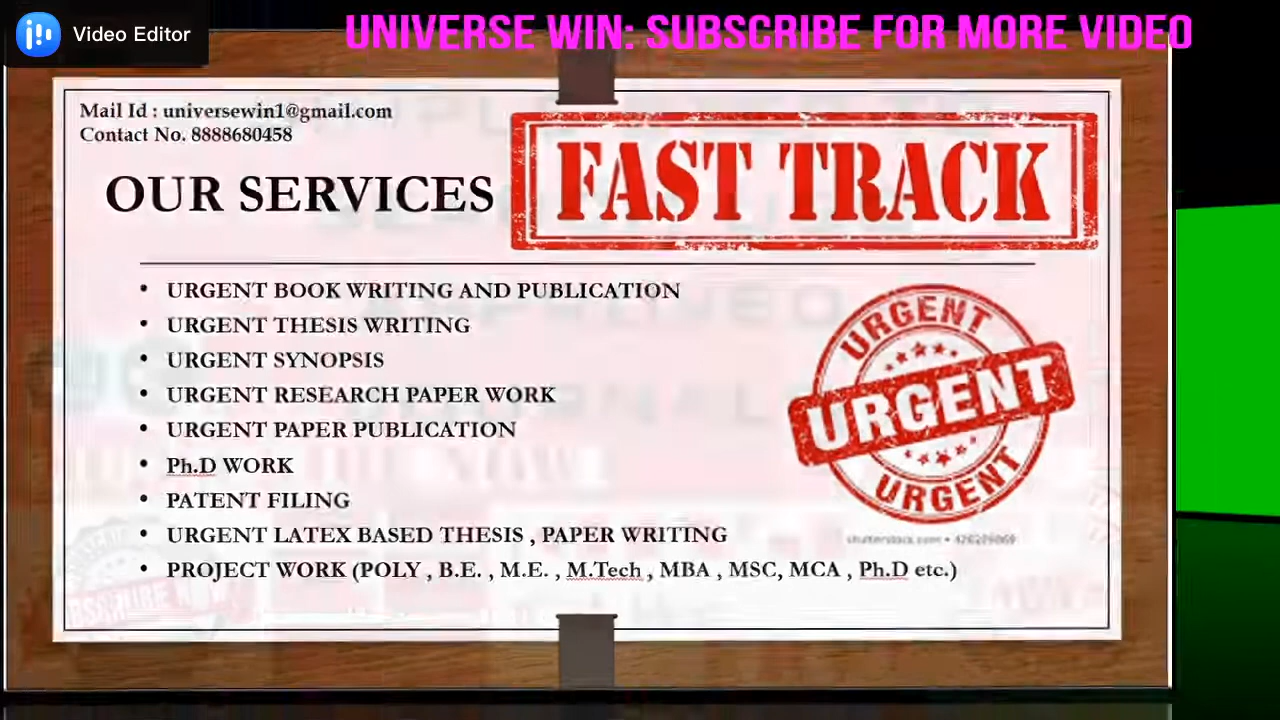 Video Editor
UNIVERSE WIN: SUBSCRIBE FOR MORE VIDEO
Mail Id : universewin1@gmail.com
Contact No. 8888680458
OUR SERVICES
FAST TRACK
• URGENT BOOK WRITING AND PUBLICATION
• URGENT THESIS WRITING
• URGENT SYNOPSIS
• URGENT RESEARCH PAPER WORK
• URGENT PAPER PUBLICATION
• Ph.D WORK
• PATENT FILING
• URGENT LATEX BASED THESIS , PAPER WRITING
• PROJECT WORK (POLY , B.E. , M.E. , M.Tech , MBA , MSC, MCA , Ph.D etc.)
URGENT
URGENT
URGENT
shutterstock.com •